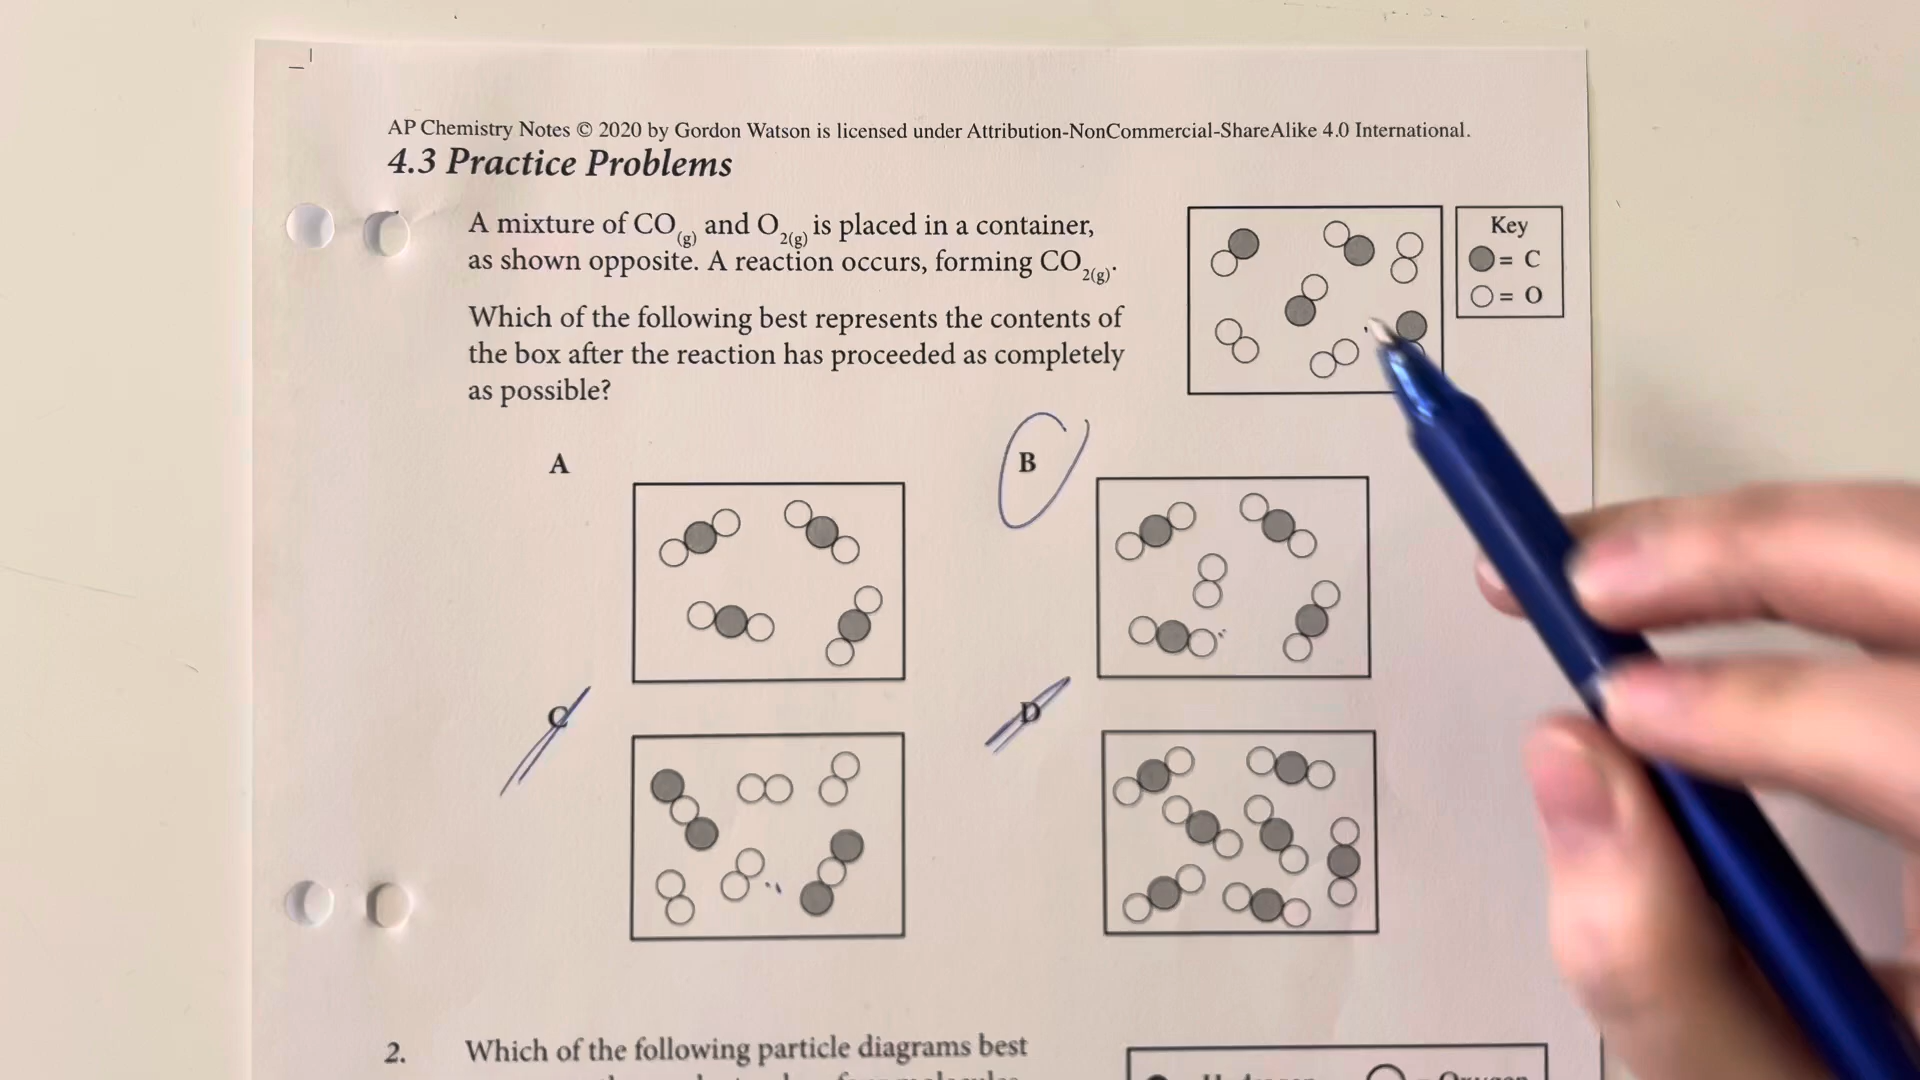 AP Chemistry Notes © 2020 by Gordon Watson is licensed under Attribution-NonCommercial-ShareAlike 4.0 International.
4.3 Practice Problems
A mixture of CO(g) and O2(g) is placed in a container,
as shown opposite. A reaction occurs, forming CO2(g).
Which of the following best represents the contents of
the box after the reaction has proceeded as completely
as possible?
Key
= C
= O
A
B
C
D
2. Which of the following particle diagrams best